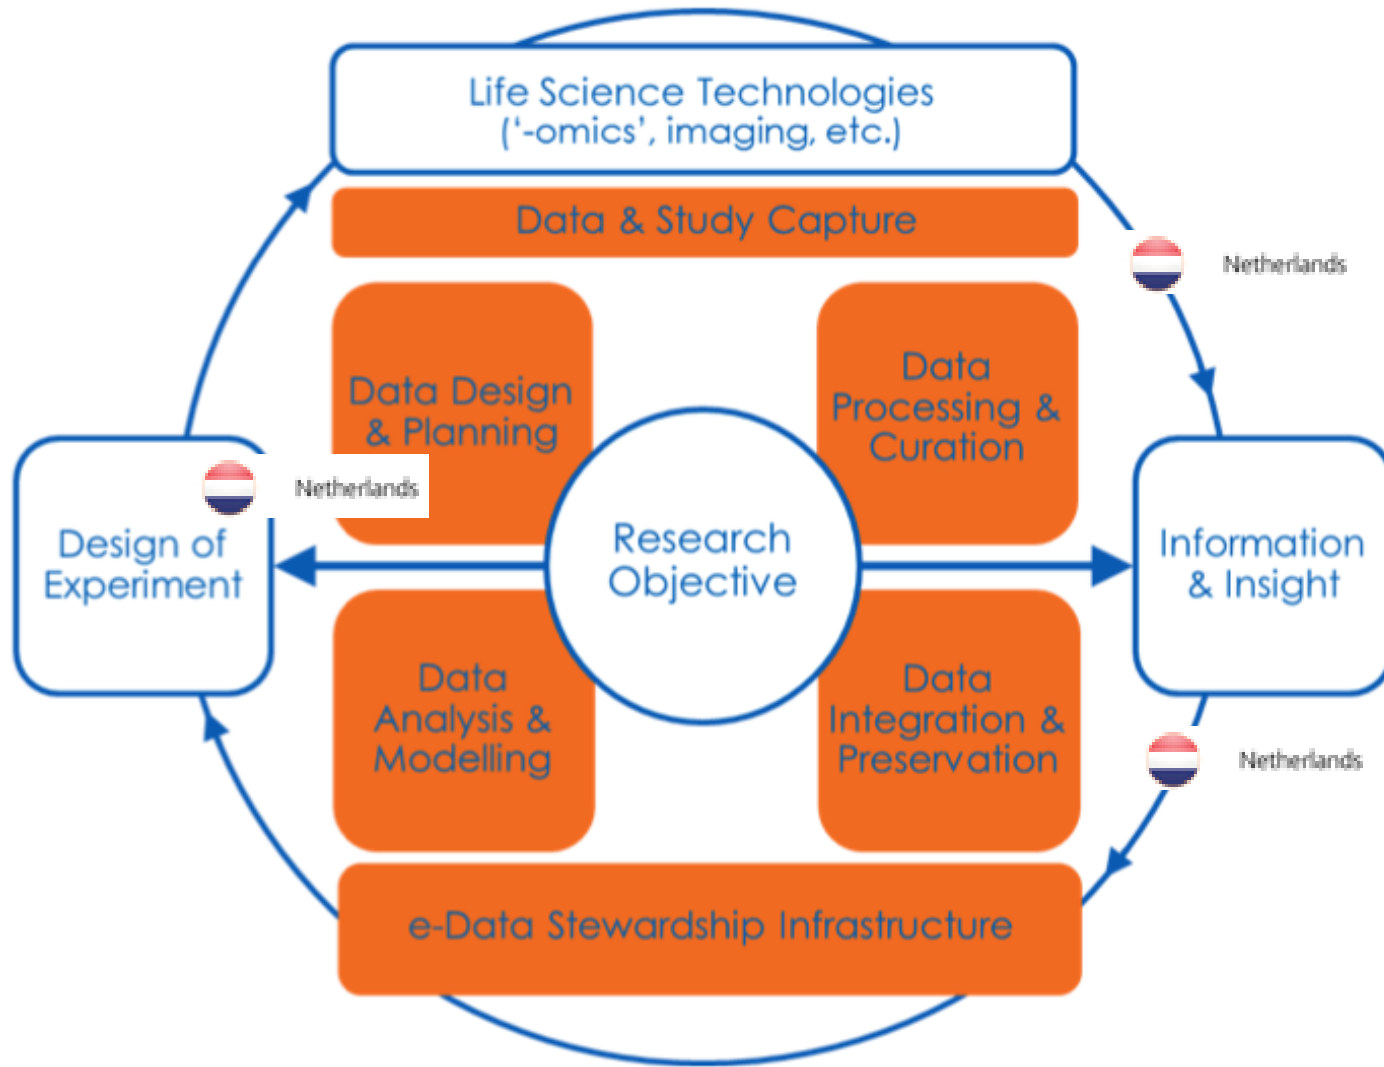 Life Science Technologies
(‘-omics’, imaging, etc.)
Data & Study Capture
Netherlands
Data Design
& Planning
Data
Processing &
Curation
Netherlands
Design of
Experiment
Research
Objective
Information
& Insight
Data
Analysis &
Modelling
Data
Integration &
Preservation
Netherlands
e-Data Stewardship Infrastructure